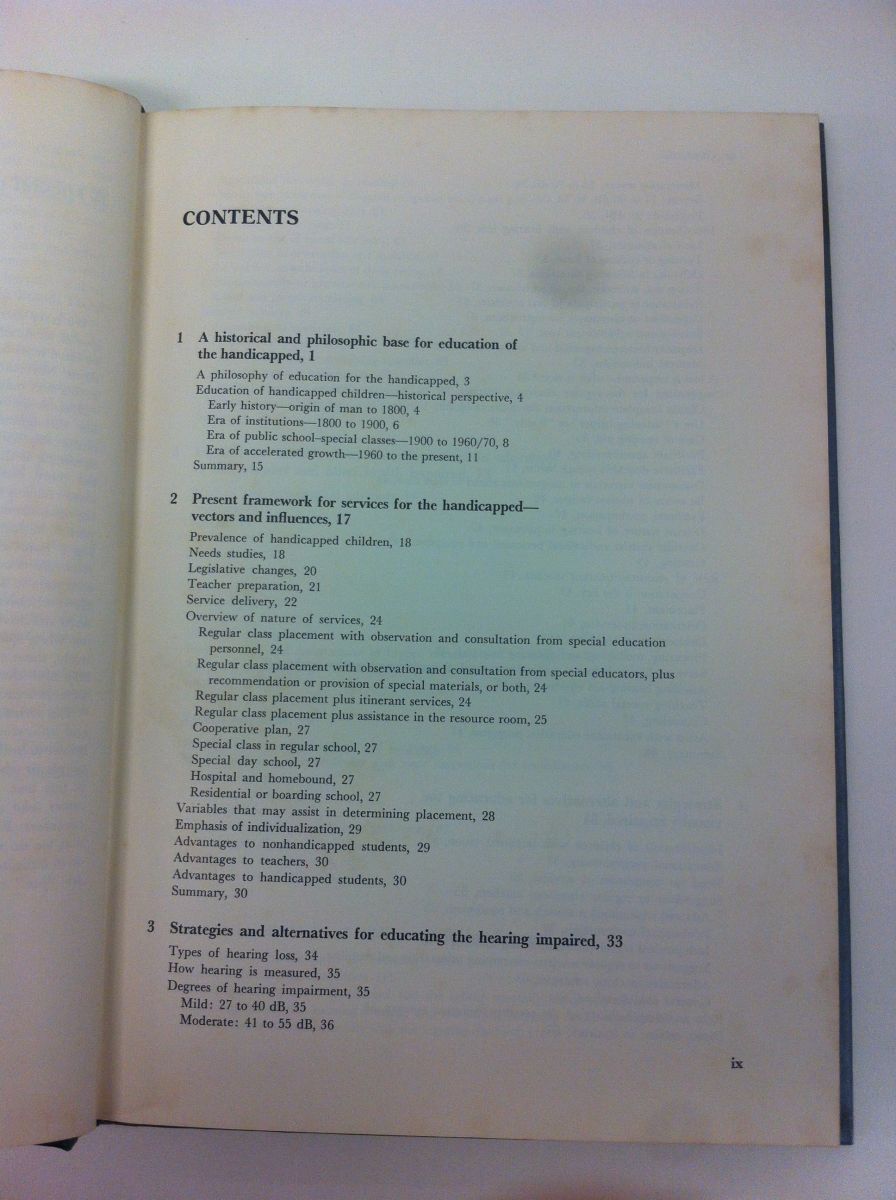 CONTENTS
1 A historical and philosophic base for education of
the handicapped, 1
A philosophy of education for the handicapped, 3
Education of handicapped children—historical perspective, 4
Early history—origin of man to 1800, 4
Era of institutions—1800 to 1900, 6
Era of public school–special classes—1900 to 1960/70, 8
Era of accelerated growth—1960 to the present, 11
Summary, 15
2 Present framework for services for the handicapped—
vectors and influences, 17
Prevalence of handicapped children, 18
Needs studies, 18
Legislative changes, 20
Teacher preparation, 21
Service delivery, 22
Overview of nature of services, 24
Regular class placement with observation and consultation from special education
personnel, 24
Regular class placement with observation and consultation from special educators, plus
recommendation or provision of special materials, or both, 24
Regular class placement plus itinerant services, 24
Regular class placement plus assistance in the resource room, 25
Cooperative plan, 27
Special class in regular school, 27
Special day school, 27
Hospital and homebound, 27
Residential or boarding school, 27
Variables that may assist in determining placement, 28
Emphasis of individualization, 29
Advantages to nonhandicapped students, 29
Advantages to teachers, 30
Advantages to handicapped students, 30
Summary, 30
3 Strategies and alternatives for educating the hearing impaired, 33
Types of hearing loss, 34
How hearing is measured, 35
Degrees of hearing impairment, 35
Mild: 27 to 40 dB, 35
Moderate: 41 to 55 dB, 36
ix